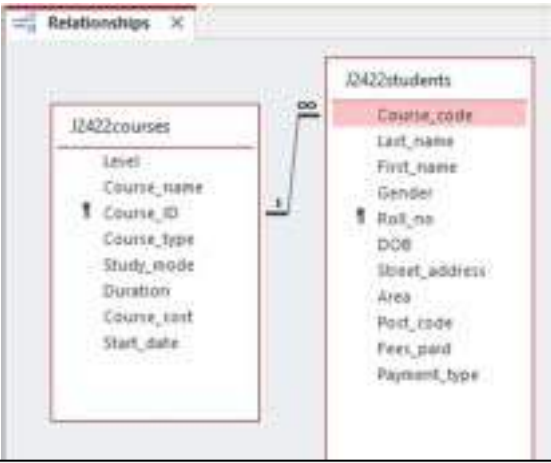 Relationships ×
J2422courses
Level
Course_name
Course_ID
Course_type
Study_mode
Duration
Course_cost
Start_date
1
∞
J2422students
Course_code
Last_name
First_name
Gender
Roll_no
DOB
Street_address
Area
Post_code
Fees_paid
Payment_type